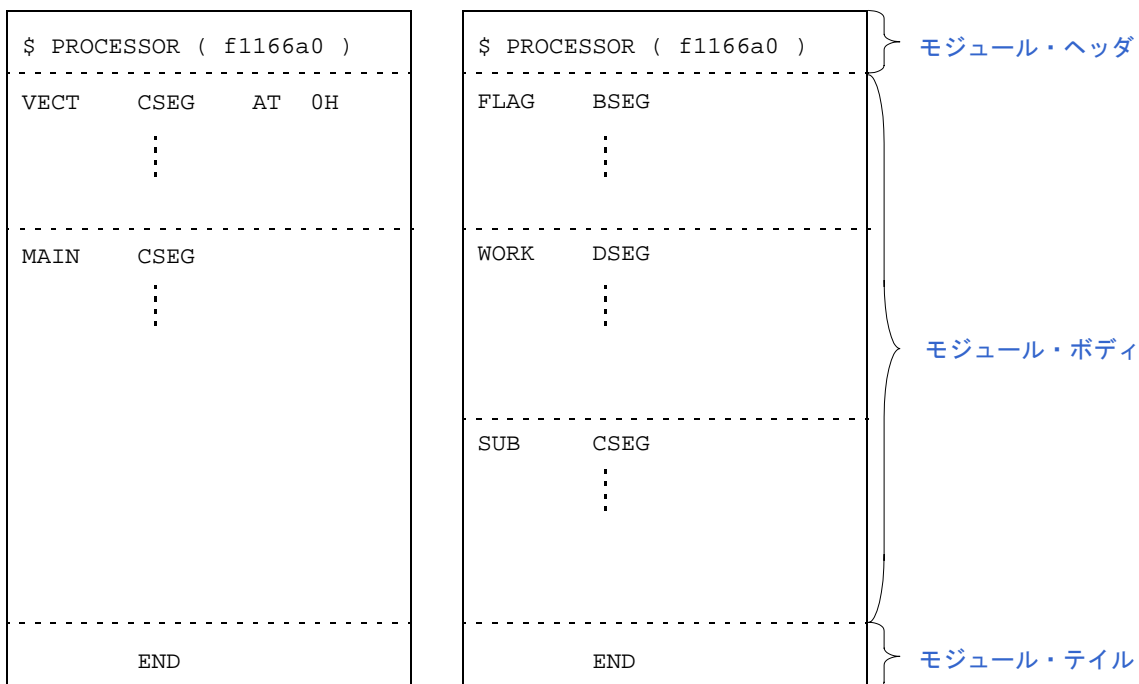 $ PROCESSOR ( f1166a0 )
VECT CSEG AT 0H
MAIN CSEG
END
$ PROCESSOR ( f1166a0 )
FLAG BSEG
WORK DSEG
SUB CSEG
END
モジュール・ヘッダ
モジュール・ボディ
モジュール・テイル